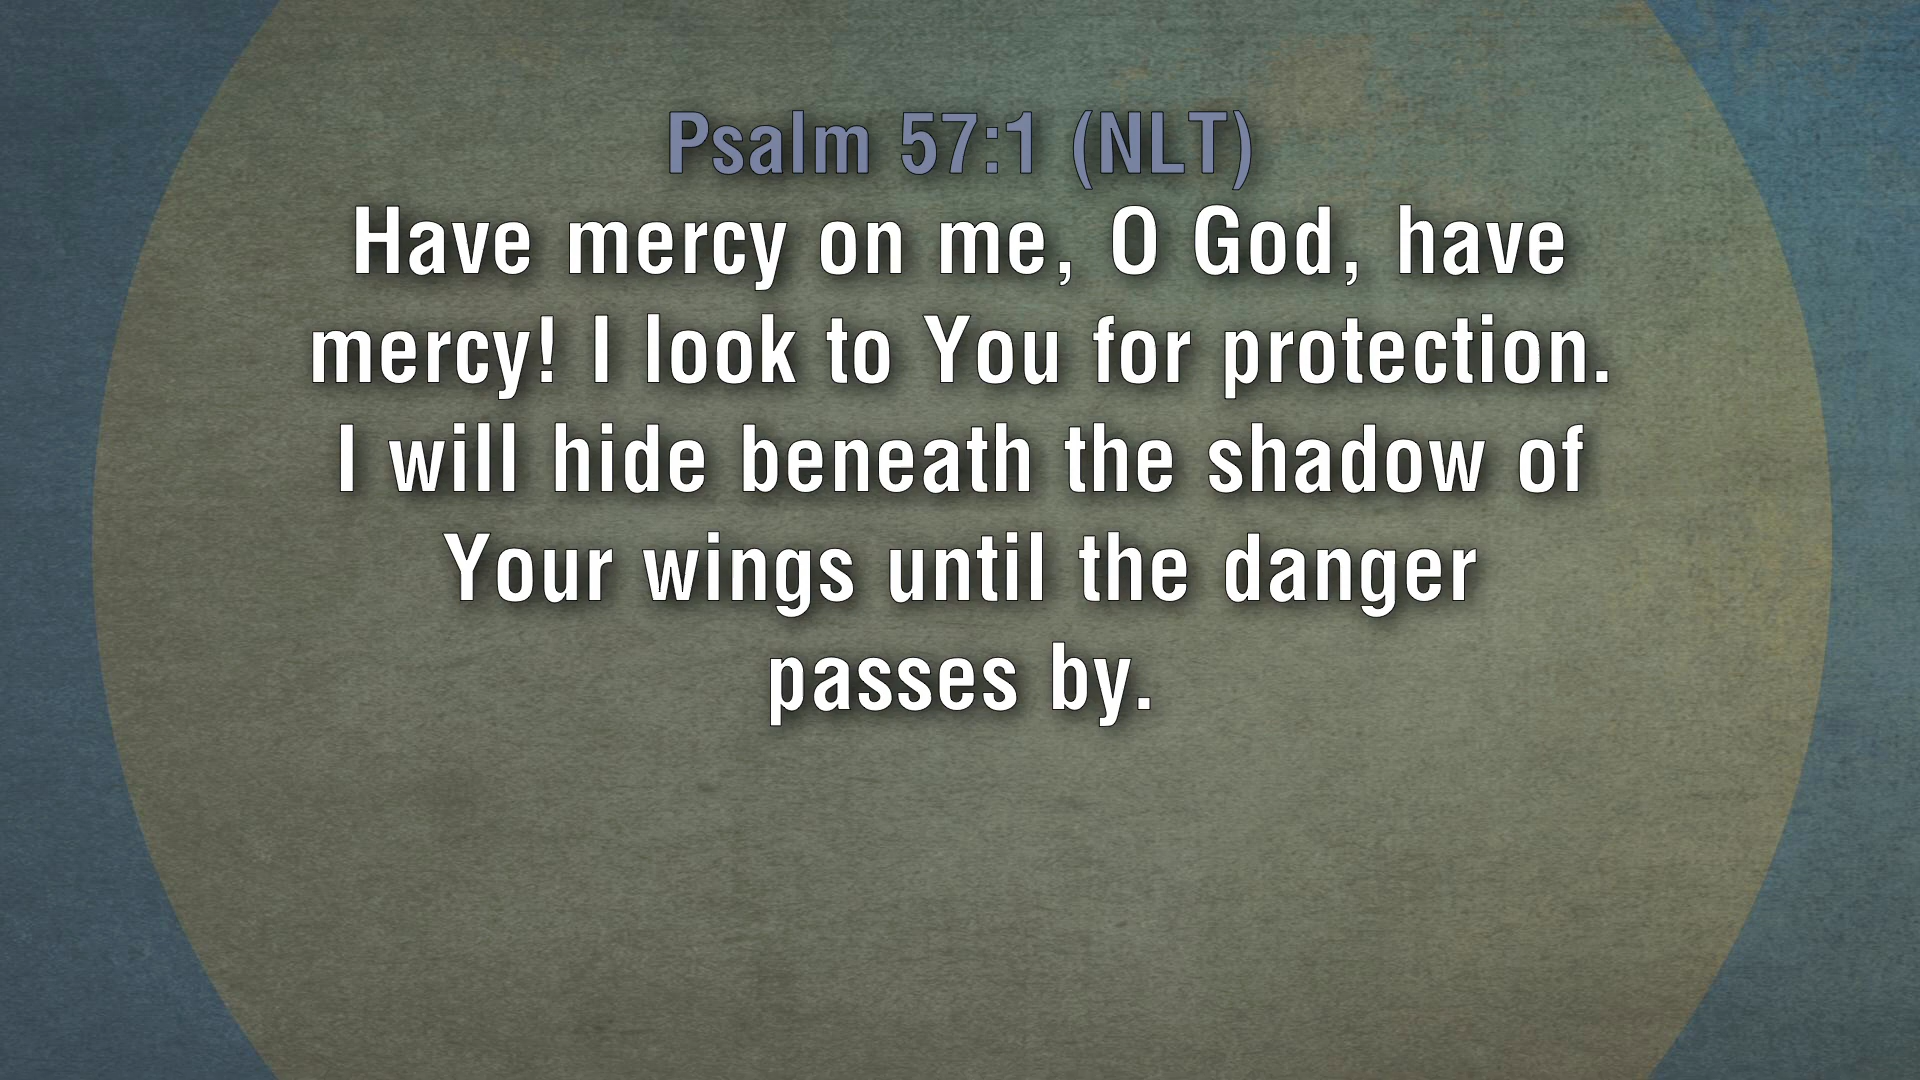 Psalm 57:1 (NLT)
Have mercy on me, O God, have
mercy! I look to You for protection.
I will hide beneath the shadow of
Your wings until the danger
passes by.